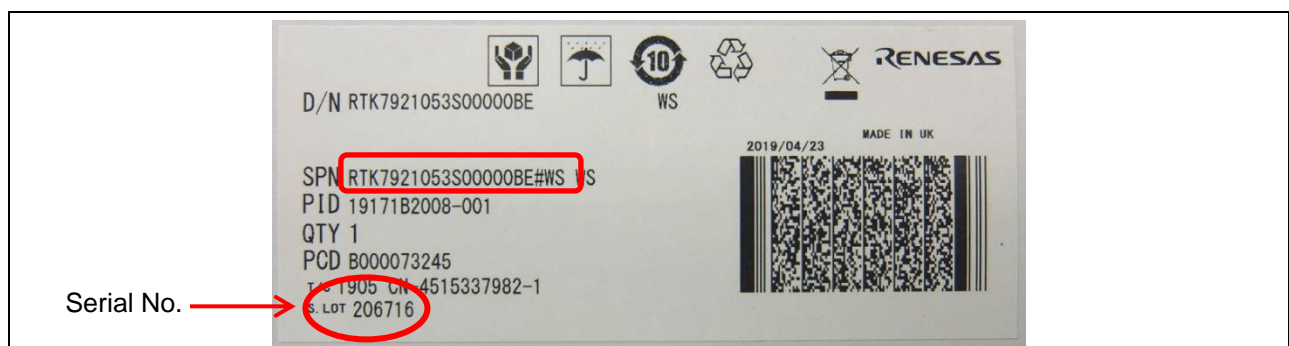 10
RENESAS
D/N RTK7921053S00000BE
WS
MADE IN UK
2019/04/23
SPN RTK7921053S00000BE#WS WS
PID 19171B2008-001
QTY 1
PCD B000073245
1905 CN-4515337982-1
Serial No.
S. LOT 206716